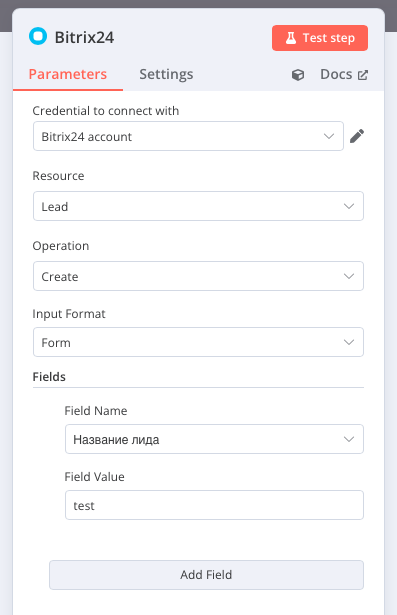 Bitrix24
Test step
Parameters
Settings
Docs
Credential to connect with
Bitrix24 account
Resource
Lead
Operation
Create
Input Format
Form
Fields
Field Name
Название лида
Field Value
test
Add Field